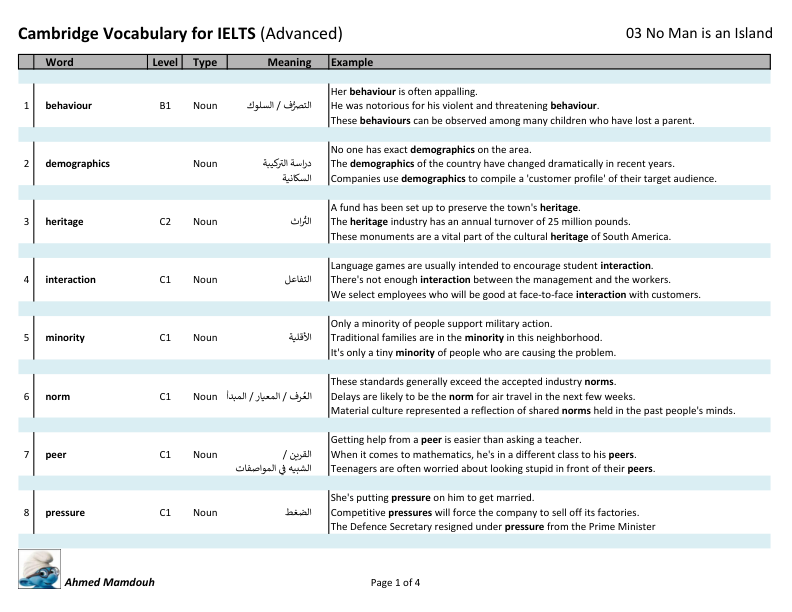 Cambridge Vocabulary for IELTS (Advanced)
03 No Man is an Island
Word Level Type Meaning Example
1 behaviour B1 Noun التصرُّف / السلوك
Her behaviour is often appalling.
He was notorious for his violent and threatening behaviour.
These behaviours can be observed among many children who have lost a parent.
2 demographics Noun دراسة التركيبة
السكانية
No one has exact demographics on the area.
The demographics of the country have changed dramatically in recent years.
Companies use demographics to compile a 'customer profile' of their target audience.
3 heritage C2 Noun التُراث
A fund has been set up to preserve the town's heritage.
The heritage industry has an annual turnover of 25 million pounds.
These monuments are a vital part of the cultural heritage of South America.
4 interaction C1 Noun التفاعل
Language games are usually intended to encourage student interaction.
There's not enough interaction between the management and the workers.
We select employees who will be good at face-to-face interaction with customers.
5 minority C1 Noun الأقلية
Only a minority of people support military action.
Traditional families are in the minority in this neighborhood.
It's only a tiny minority of people who are causing the problem.
6 norm C1 Noun العُرف / المعيار / المبدأ
These standards generally exceed the accepted industry norms.
Delays are likely to be the norm for air travel in the next few weeks.
Material culture represented a reflection of shared norms held in the past people's minds.
7 peer C1 Noun القرين /
الشبيه في المواصفات
Getting help from a peer is easier than asking a teacher.
When it comes to mathematics, he's in a different class to his peers.
Teenagers are often worried about looking stupid in front of their peers.
8 pressure C1 Noun الضغط
She's putting pressure on him to get married.
Competitive pressures will force the company to sell off its factories.
The Defence Secretary resigned under pressure from the Prime Minister
Ahmed Mamdouh
Page 1 of 4